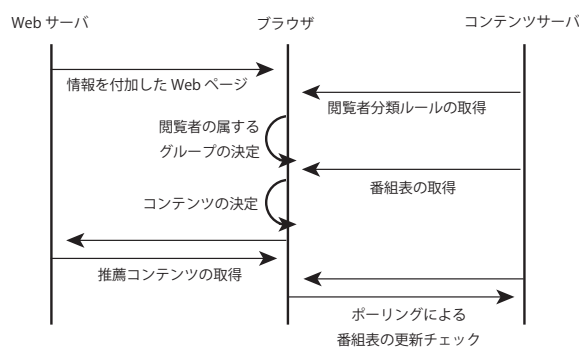 Web サーバ
ブラウザ
コンテンツサーバ
情報を付加した Web ページ
閲覧者分類ルールの取得
閲覧者の属する
グループの決定
番組表の取得
コンテンツの決定
推薦コンテンツの取得
ポーリングによる
番組表の更新チェック